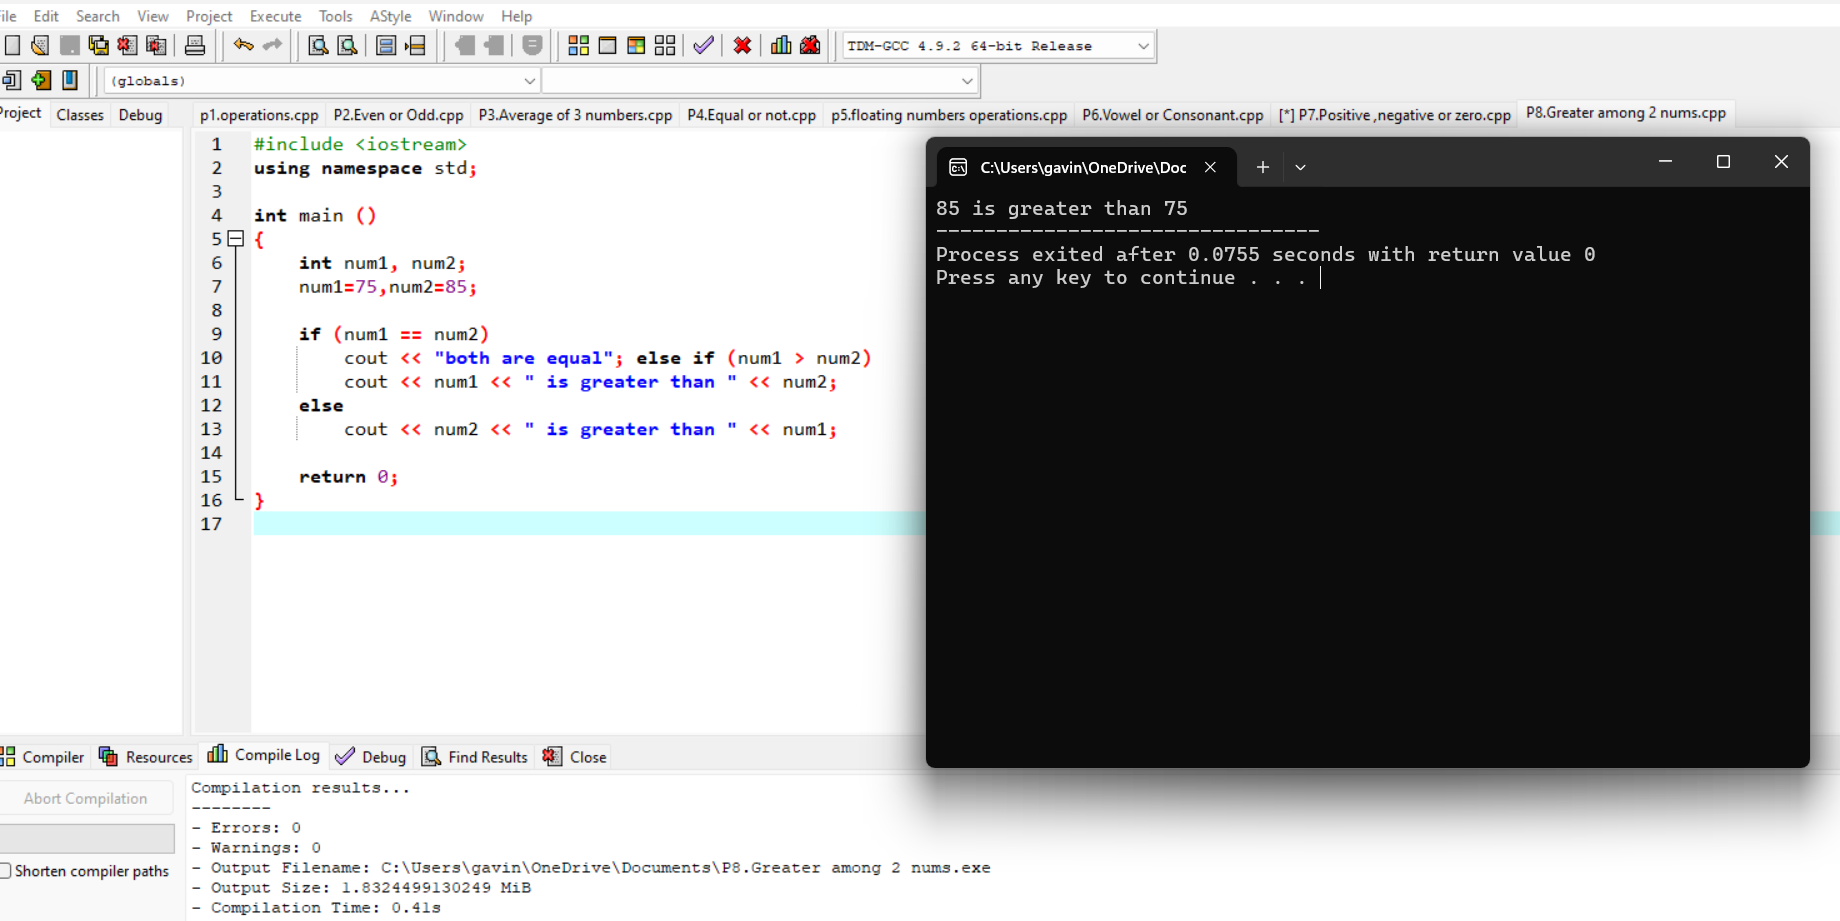 ile Edit Search View Project Execute Tools AStyle Window Help
TDM-GCC 4.9.2 64-bit Release
(globals)
Project Classes Debug
p1.operations.cpp P2.Even or Odd.cpp P3.Average of 3 numbers.cpp P4.Equal or not.cpp p5.floating numbers operations.cpp P6.Vowel or Consonant.cpp [*] P7.Positive ,negative or zero.cpp P8.Greater among 2 nums.cpp
1 #include <iostream>
2 using namespace std;
3
4 int main ()
5 {
6 int num1, num2;
7 num1=75,num2=85;
8
9 if (num1 == num2)
10 cout << "both are equal"; else if (num1 > num2)
11 cout << num1 << " is greater than " << num2;
12 else
13 cout << num2 << " is greater than " << num1;
14
15 return 0;
16 }
17
C:\Users\gavin\OneDrive\Doc
85 is greater than 75
--------------------------------
Process exited after 0.0755 seconds with return value 0
Press any key to continue . . .
Compiler Resources Compile Log Debug Find Results Close
Abort Compilation
Shorten compiler paths
Compilation results...
--------
- Errors: 0
- Warnings: 0
- Output Filename: C:\Users\gavin\OneDrive\Documents\P8.Greater among 2 nums.exe
- Output Size: 1.8324499130249 MiB
- Compilation Time: 0.41s